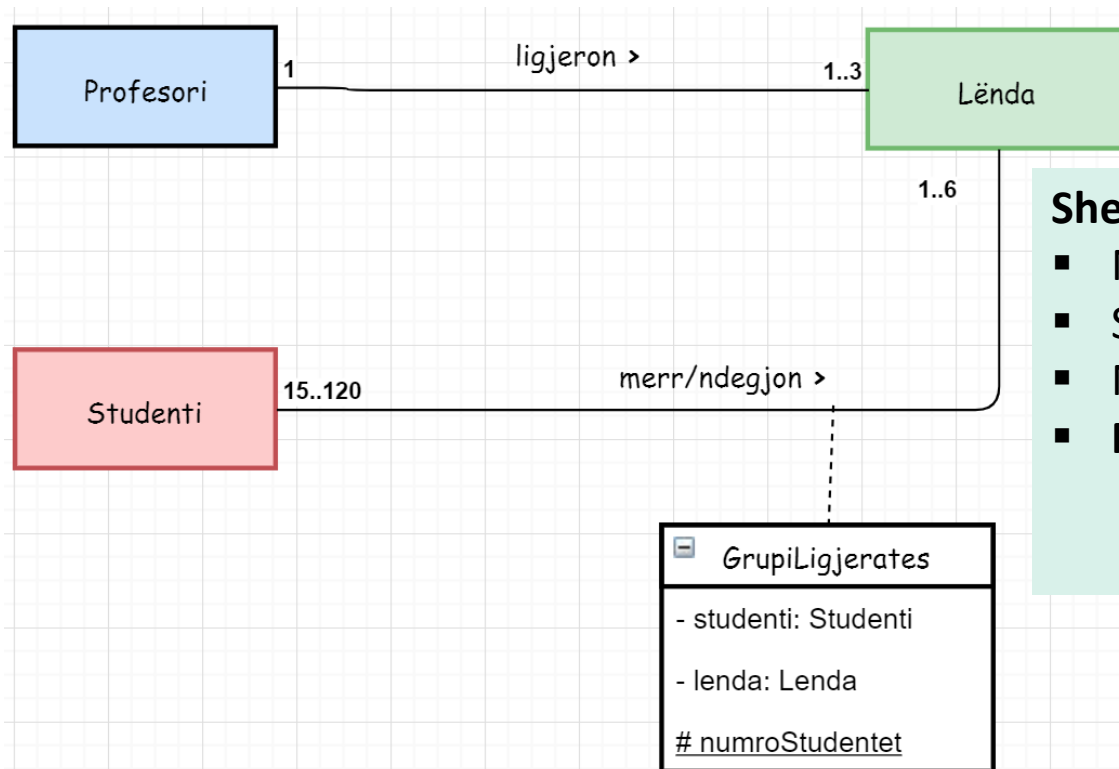 ligjeron >
Profesori
1
1..3
Lënda
1..6
15..120
merr/ndegjon >
Studenti
GrupiLigjerates
- studenti: Studenti
- lenda: Lenda
# numroStudentet